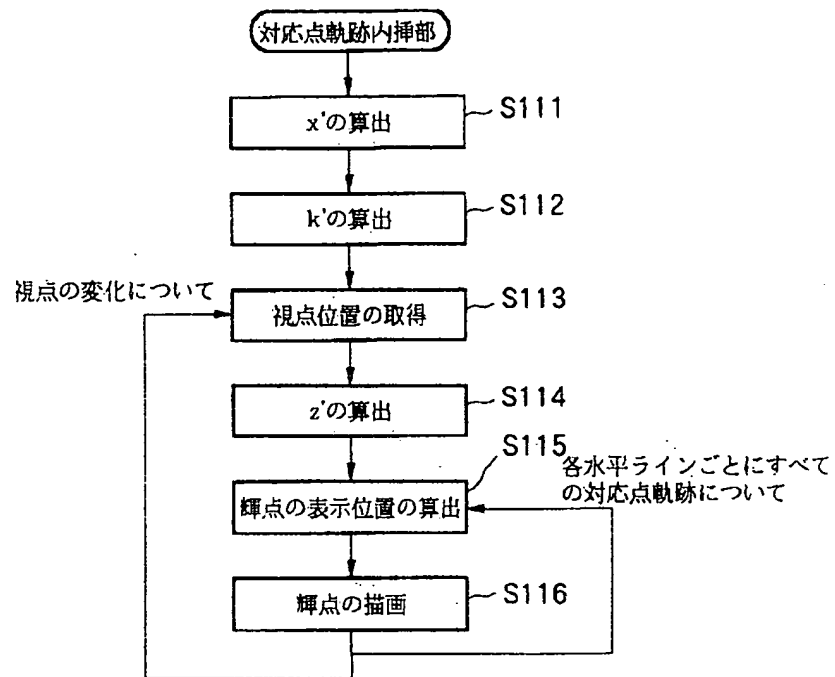 対応点軌跡内挿部
x'の算出
S111
k'の算出
S112
視点の変化について
視点位置の取得
S113
z'の算出
S114
S115
各水平ラインごとにすべて
の対応点軌跡について
輝点の表示位置の算出
輝点の描画
S116